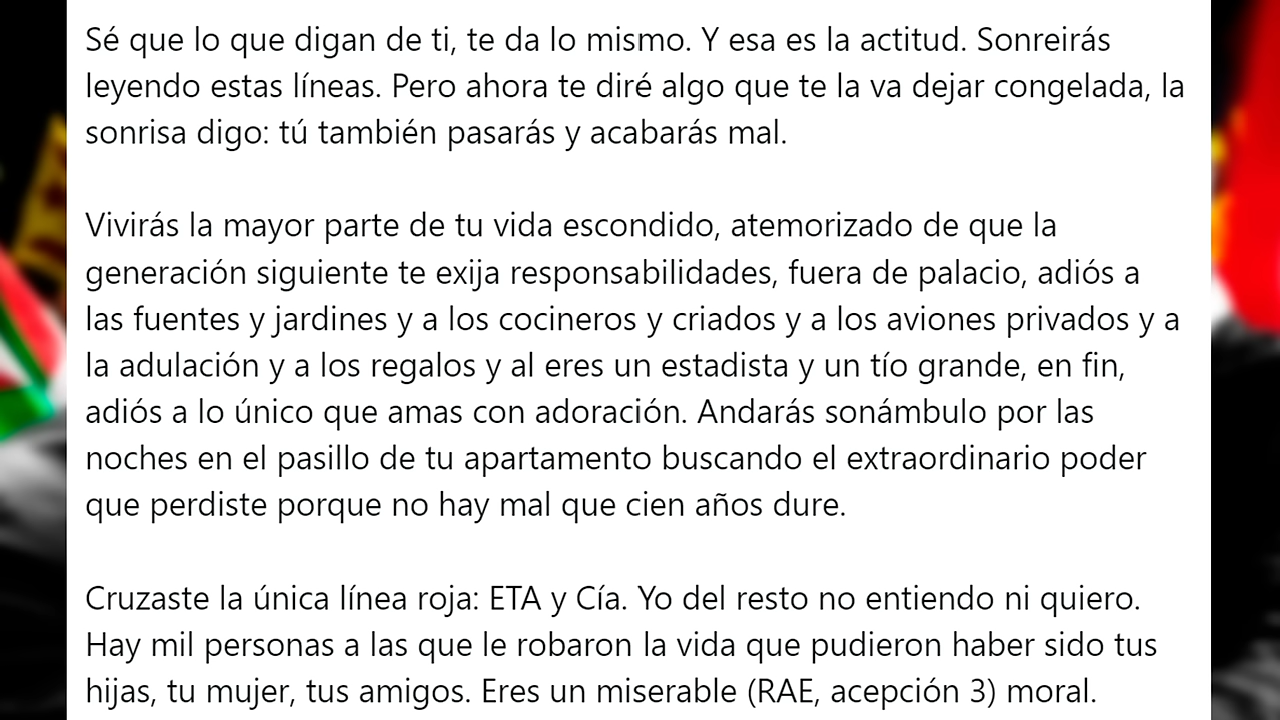 Sé que lo que digan de ti, te da lo mismo. Y esa es la actitud. Sonreirás
leyendo estas líneas. Pero ahora te diré algo que te la va dejar congelada, la
sonrisa digo: tú también pasarás y acabarás mal.
Vivirás la mayor parte de tu vida escondido, atemorizado de que la
generación siguiente te exija responsabilidades, fuera de palacio, adiós a
las fuentes y jardines y a los cocineros y criados y a los aviones privados y a
la adulación y a los regalos y al eres un estadista y un tío grande, en fin,
adiós a lo único que amas con adoración. Andarás sonámbulo por las
noches en el pasillo de tu apartamento buscando el extraordinario poder
que perdiste porque no hay mal que cien años dure.
Cruzaste la única línea roja: ETA y Cía. Yo del resto no entiendo ni quiero.
Hay mil personas a las que le robaron la vida que pudieron haber sido tus
hijas, tu mujer, tus amigos. Eres un miserable (RAE, acepción 3) moral.